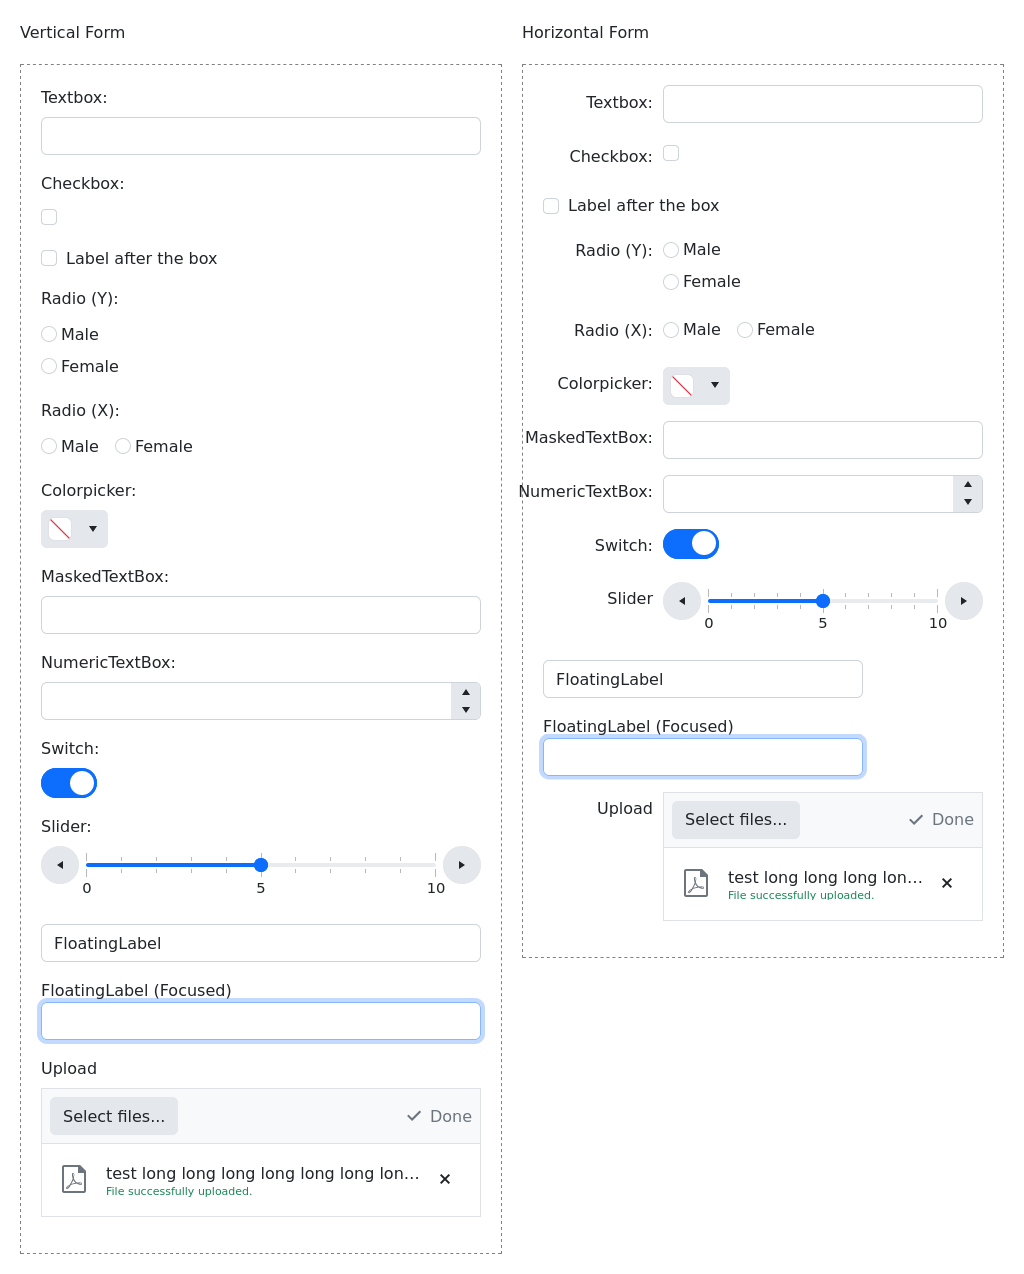 Vertical Form
Textbox:
Checkbox:
Label after the box
Radio (Y):
Male
Female
Radio (X):
Male Female
Colorpicker:
MaskedTextBox:
NumericTextBox:
Switch:
Slider:
0 5 10
FloatingLabel
FloatingLabel (Focused)
Upload
Select files... Done
test long long long long long long lon...
File successfully uploaded.
Horizontal Form
Textbox:
Checkbox:
Label after the box
Radio (Y): Male
Female
Radio (X): Male Female
Colorpicker:
MaskedTextBox:
NumericTextBox:
Switch:
Slider
0 5 10
FloatingLabel
FloatingLabel (Focused)
Upload
Select files... Done
test long long long lon...
File successfully uploaded.